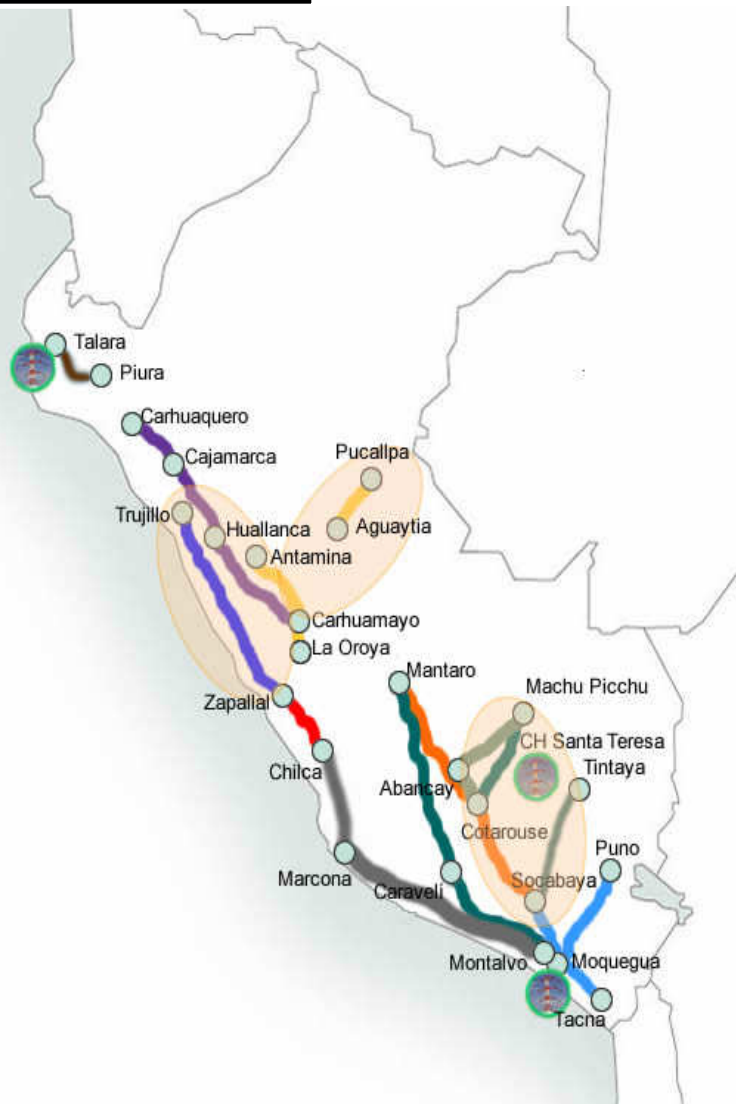 Talara
Piura
Carhuaquero
Cajamarca
Pucallpa
Trujillo
Huallanca
Aguaytia
Antamina
Carhuamayo
La Oroya
Mantaro
Machu Picchu
Zapallal
CH Santa Teresa
Chilca
Tintaya
Abancay
Cotarouse
Puno
Marcona
Caraveli
Socabaya
Montalvo
Moquegua
Tacna